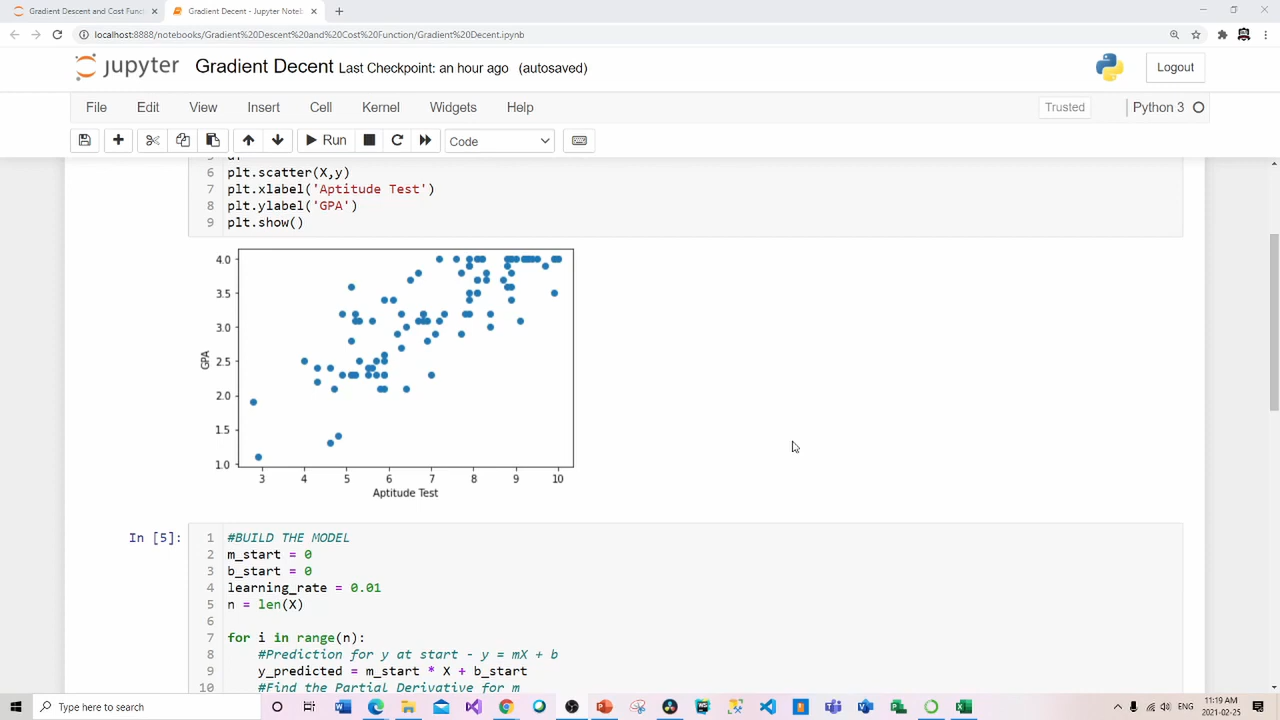 Gradient Descent and Cost Func
Gradient Decent - Jupyter Noteb
localhost:8888/notebooks/Gradient%20Descent%20and%20Cost%20Function/Gradient%20Decent.ipynb
jupyter Gradient Decent Last Checkpoint: an hour ago (autosaved)
Logout
File Edit View Insert Cell Kernel Widgets Help
Trusted
Python 3
Run
Code
6 plt.scatter(X,y)
7 plt.xlabel('Aptitude Test')
8 plt.ylabel('GPA')
9 plt.show()
4.0
3.5
3.0
2.5
2.0
1.5
1.0
GPA
3 4 5 6 7 8 9 10
Aptitude Test
In [5]:
1 #BUILD THE MODEL
2 m_start = 0
3 b_start = 0
4 learning_rate = 0.01
5 n = len(X)
6
7 for i in range(n):
8 #Prediction for y at start - y = mX + b
9 y_predicted = m_start * X + b_start
10 #Find the Partial Derivative for m
Type here to search
11:19 AM
2021-02-25